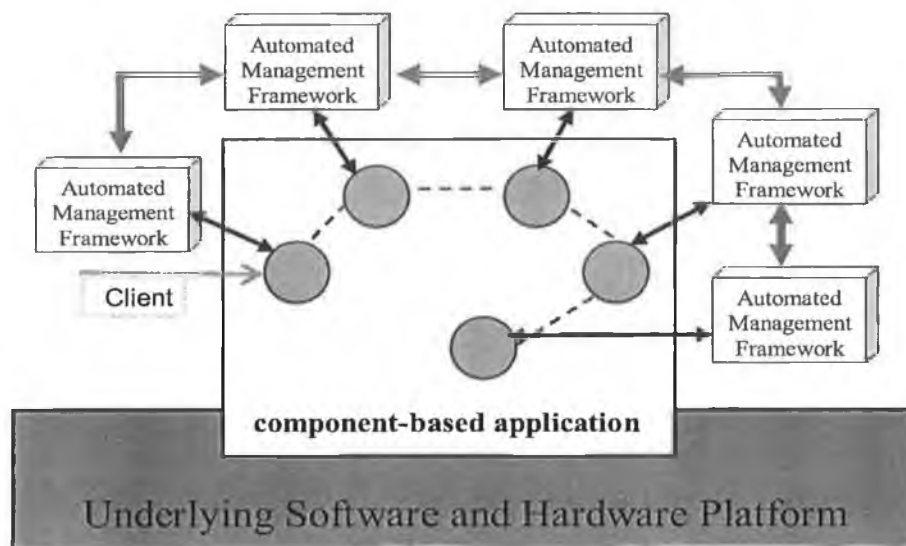 Automated
Management
Framework
Automated
Management
Framework
Automated
Management
Framework
Automated
Management
Framework
Client
Automated
Management
Framework
component-based application
Underlying Software and Hardware Platform